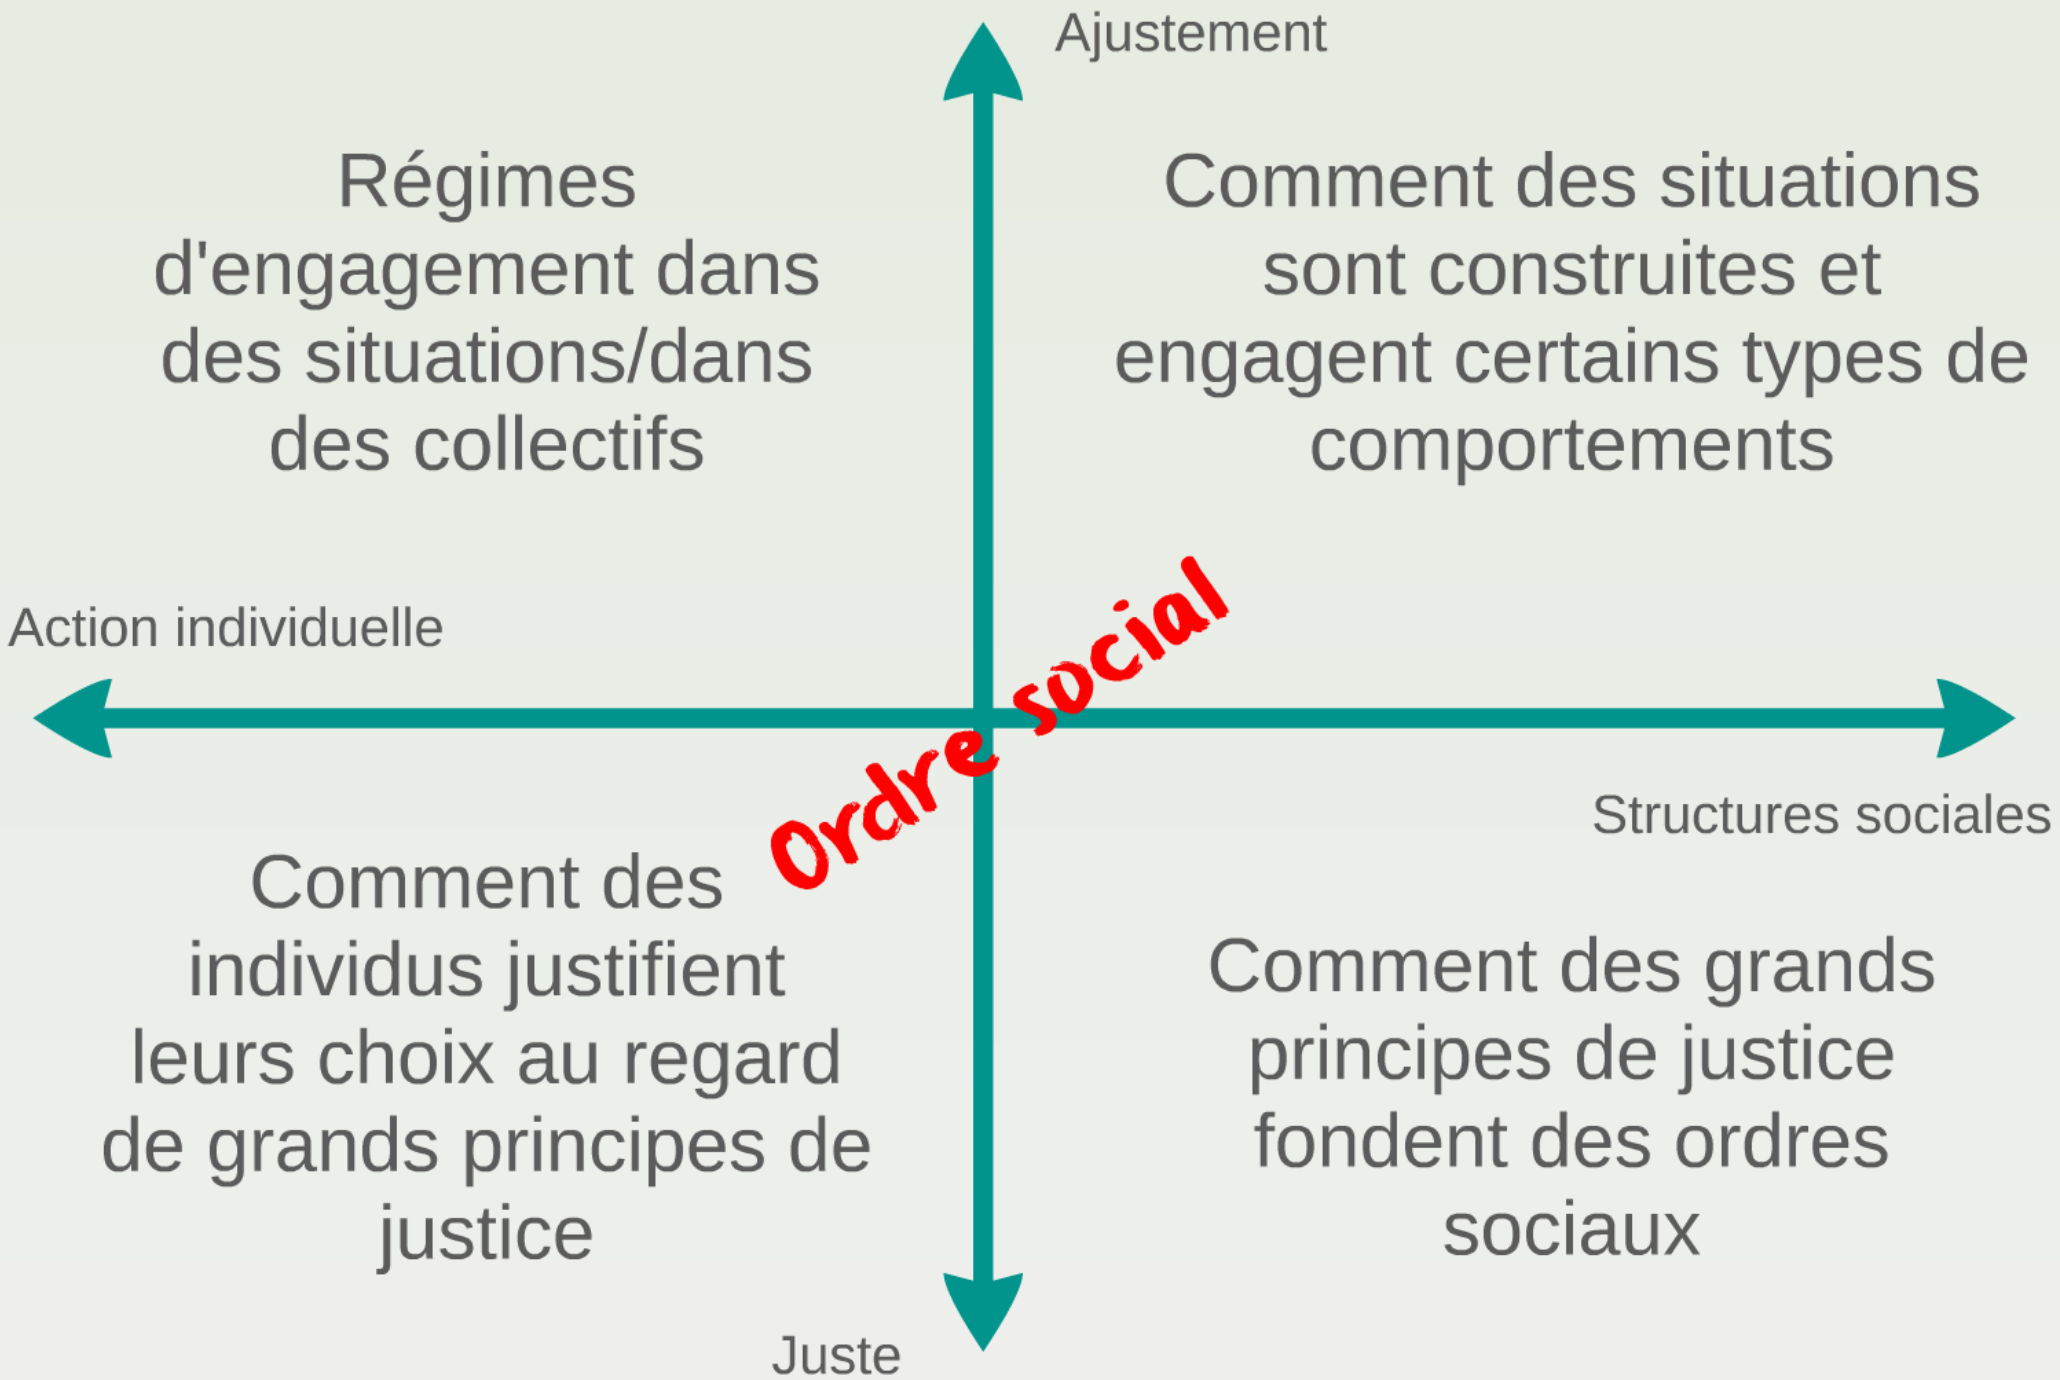 Ajustement
Régimes
d'engagement dans
des situations/dans
des collectifs
Comment des situations
sont construites et
engagent certains types de
comportements
Action individuelle
Ordre social
Structures sociales
Comment des
individus justifient
leurs choix au regard
de grands principes de
justice
Comment des grands
principes de justice
fondent des ordres
sociaux
Juste